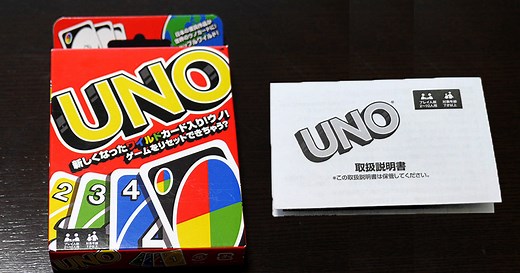 UNO
新しくなったワイルドカード入り!ウノ!
ゲームをリセットできちゃう?
2
3
4
UNO®
取扱説明書
*この取扱説明書は保管してください。